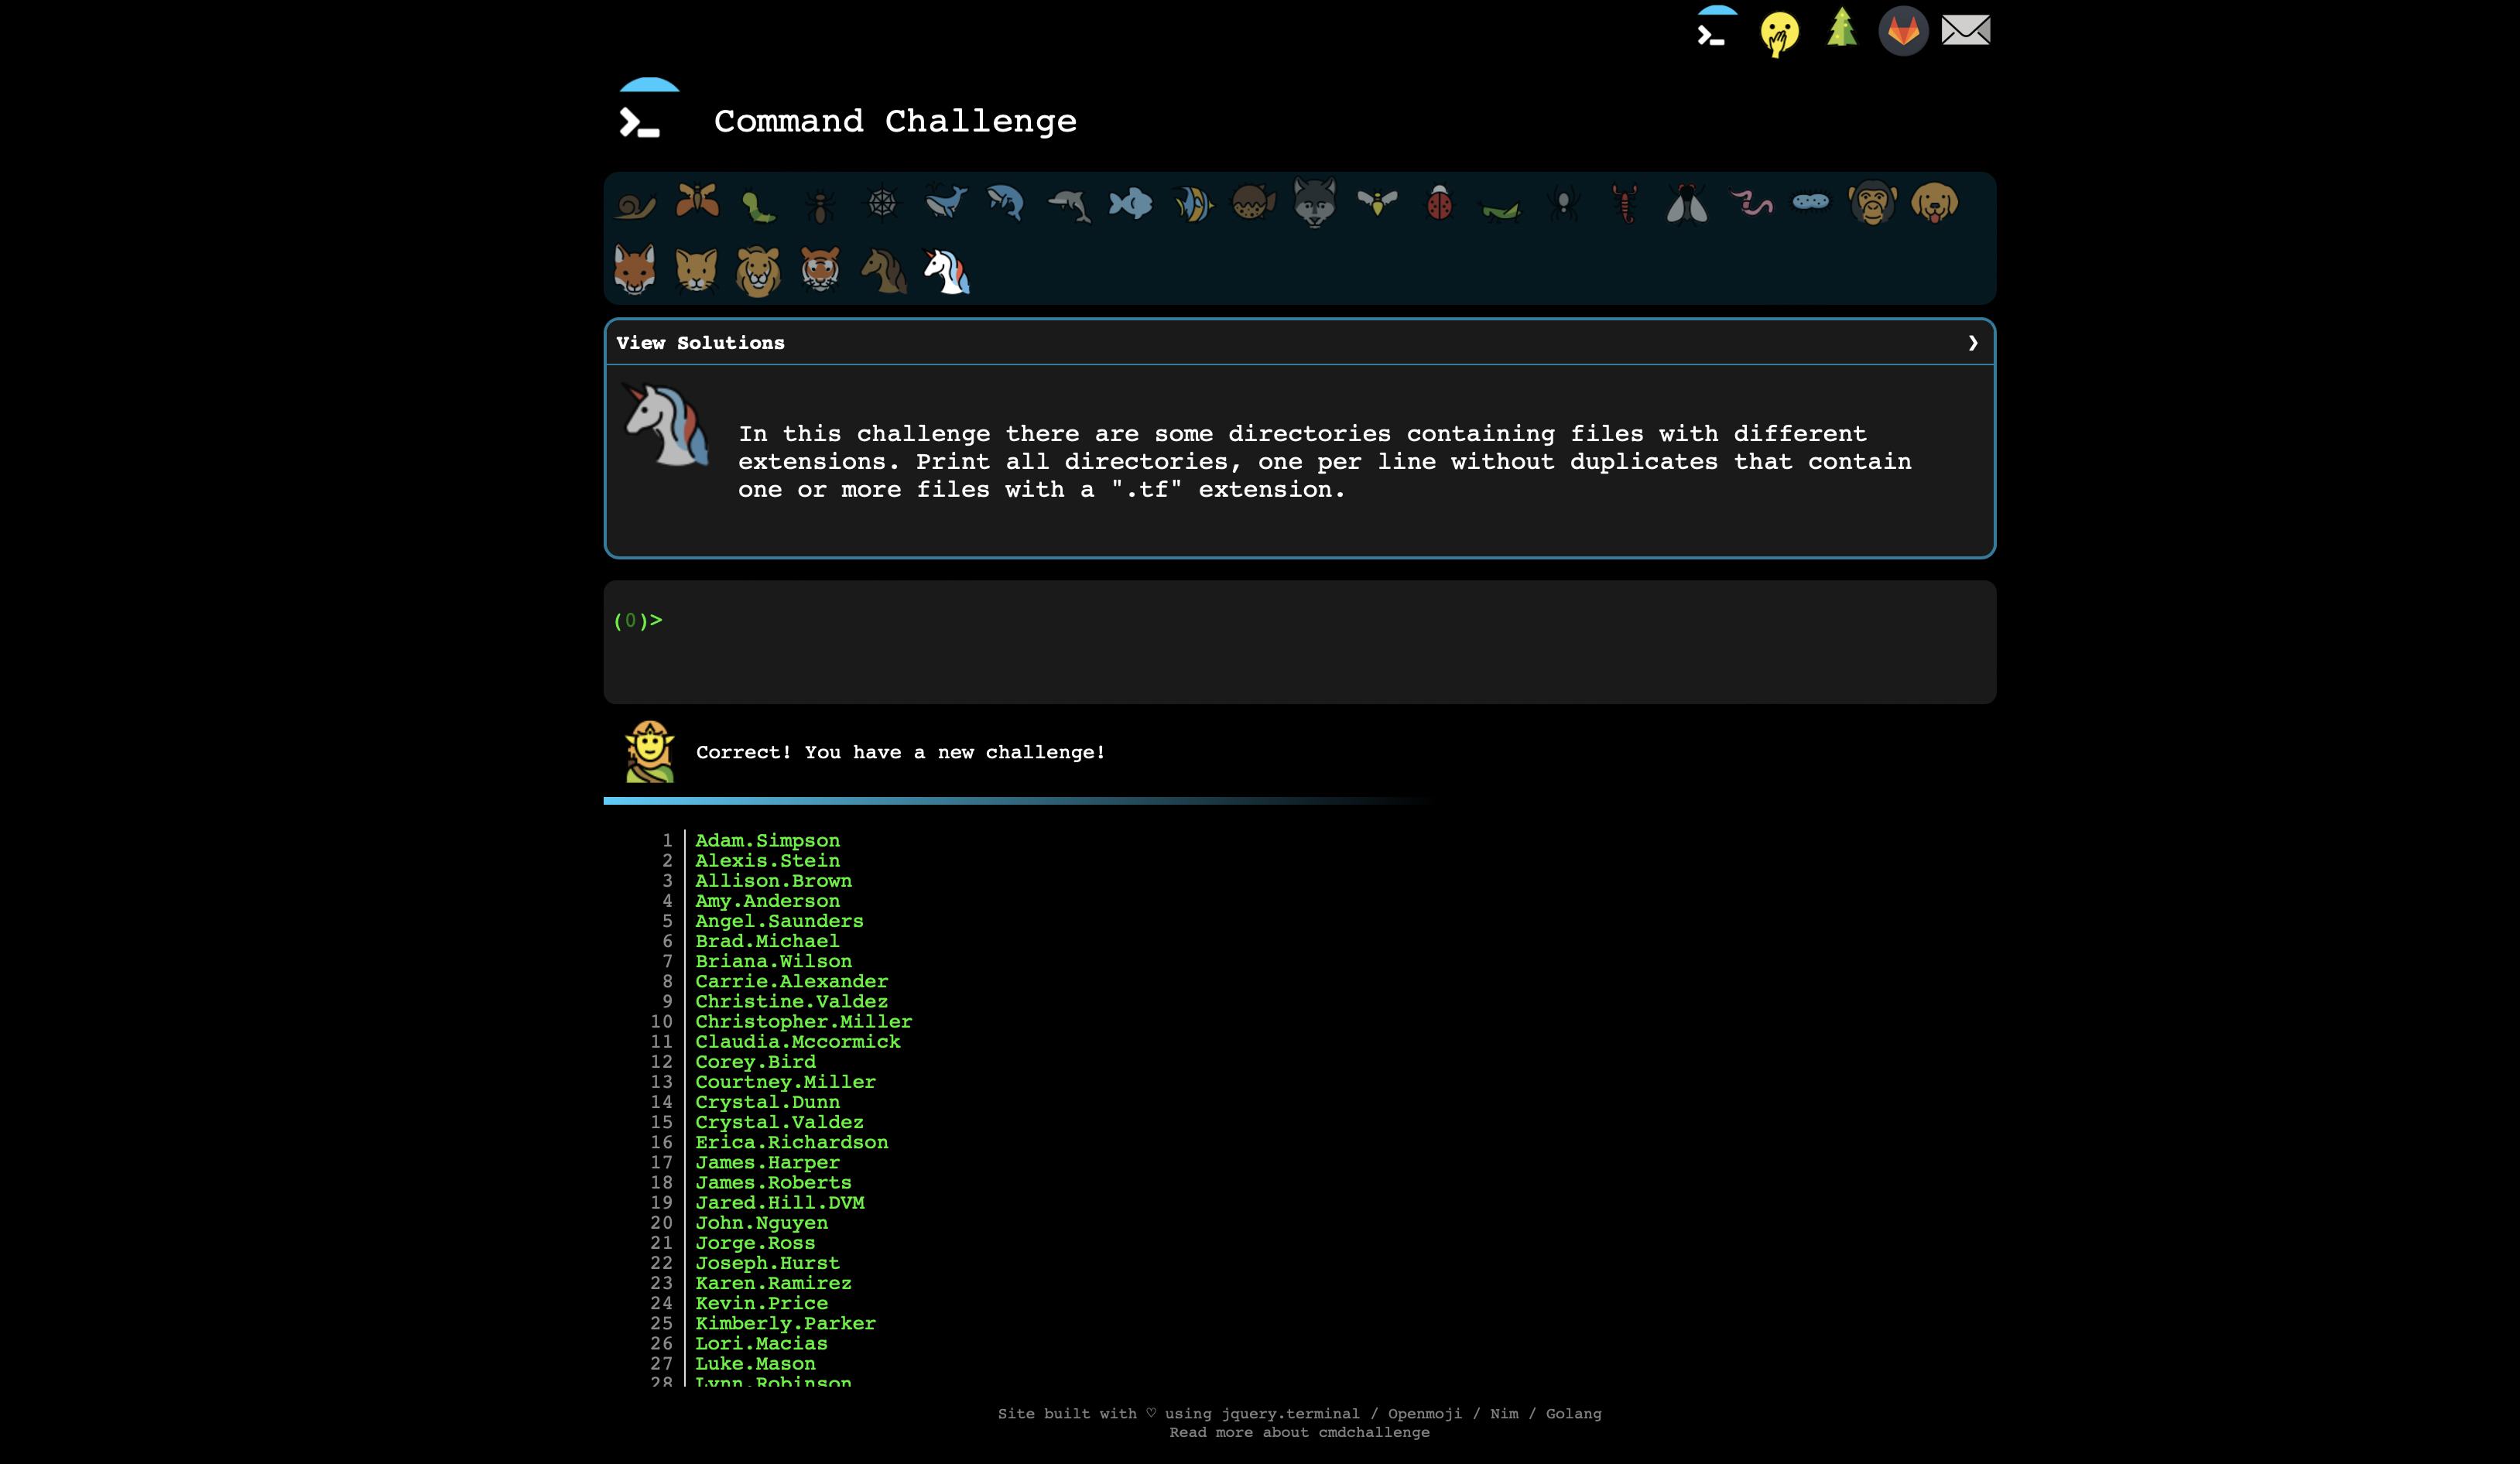 Command Challenge
View Solutions ❯
In this challenge there are some directories containing files with different
extensions. Print all directories, one per line without duplicates that contain
one or more files with a ".tf" extension.
(0)>
Correct! You have a new challenge!
1 Adam.Simpson
2 Alexis.Stein
3 Allison.Brown
4 Amy.Anderson
5 Angel.Saunders
6 Brad.Michael
7 Briana.Wilson
8 Carrie.Alexander
9 Christine.Valdez
10 Christopher.Miller
11 Claudia.Mccormick
12 Corey.Bird
13 Courtney.Miller
14 Crystal.Dunn
15 Crystal.Valdez
16 Erica.Richardson
17 James.Harper
18 James.Roberts
19 Jared.Hill.DVM
20 John.Nguyen
21 Jorge.Ross
22 Joseph.Hurst
23 Karen.Ramirez
24 Kevin.Price
25 Kimberly.Parker
26 Lori.Macias
27 Luke.Mason
28 Lynn.Robinson
Site built with ♡ using jquery.terminal / Openmoji / Nim / Golang
Read more about cmdchallenge